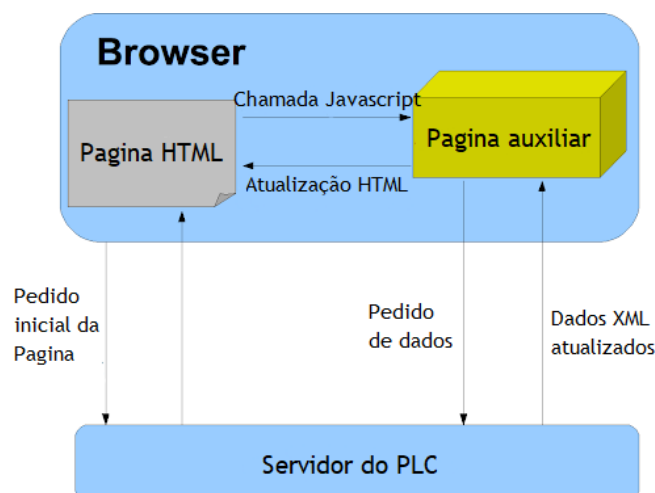 Browser
Chamada Javascript
Pagina HTML
Pagina auxiliar
Atualização HTML
Pedido
inicial da
Pagina
Pedido
de dados
Dados XML
atualizados
Servidor do PLC